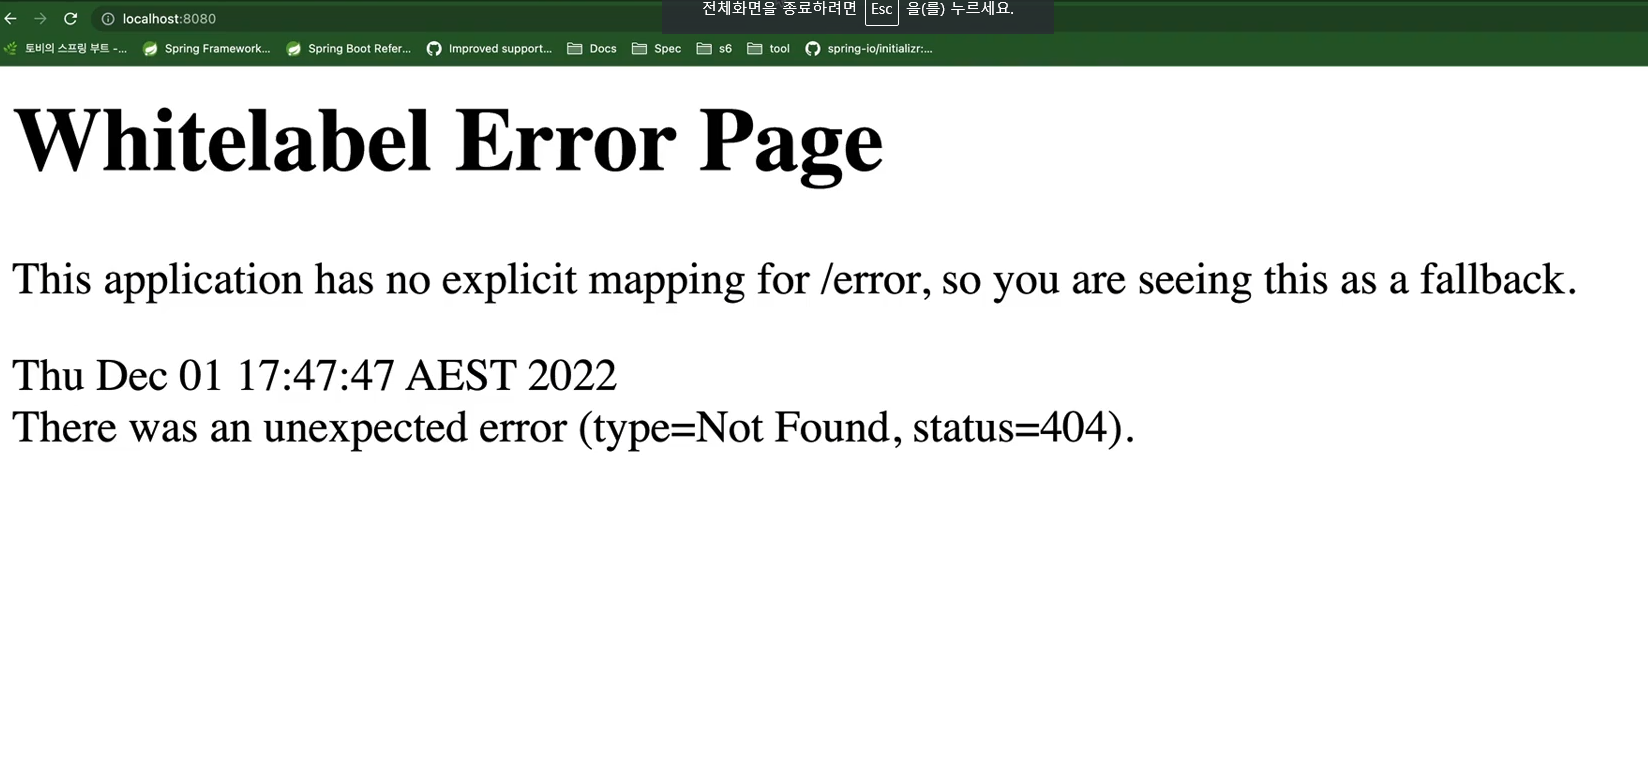 localhost:8080
전체화면을 종료하려면 Esc 을(를) 누르세요.
토비의 스프링 부트 -... Spring Framework... Spring Boot Refer... Improved support... Docs Spec s6 tool spring-io/initializr:...
Whitelabel Error Page
This application has no explicit mapping for /error, so you are seeing this as a fallback.
Thu Dec 01 17:47:47 AEST 2022
There was an unexpected error (type=Not Found, status=404).